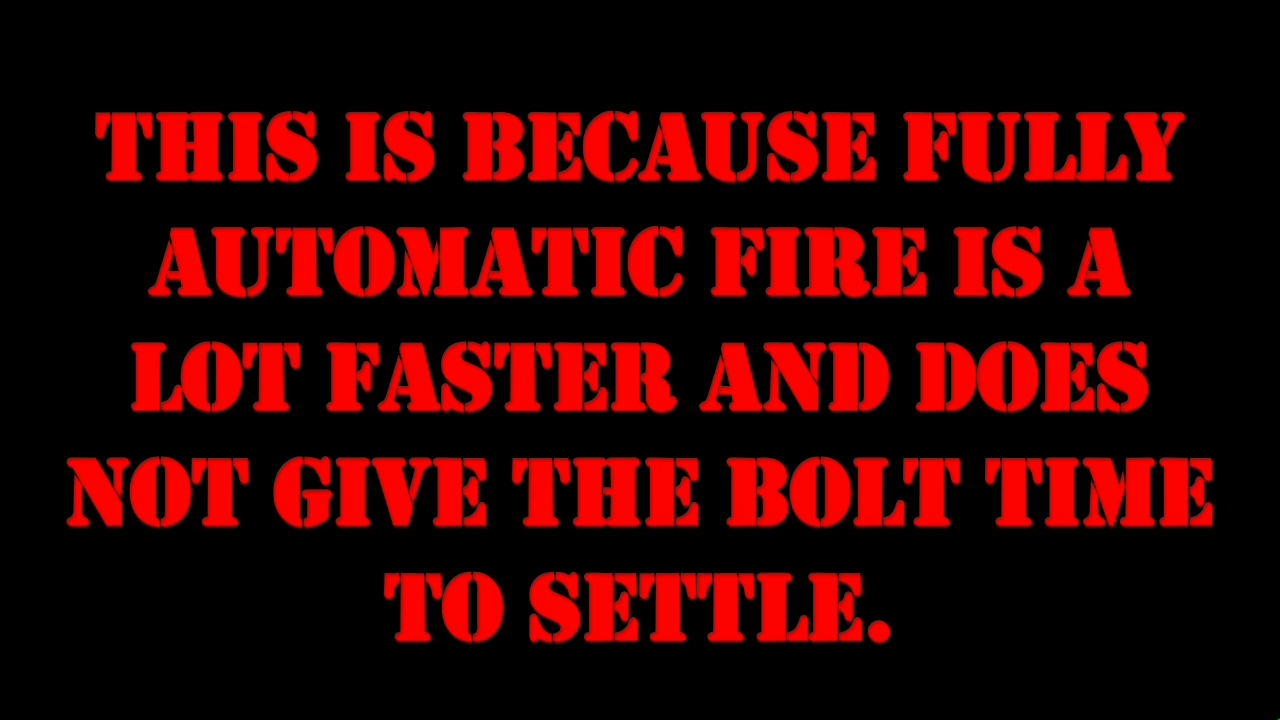 THIS IS BECAUSE FULLY
AUTOMATIC FIRE IS A
LOT FASTER AND DOES
NOT GIVE THE BOLT TIME
TO SETTLE.